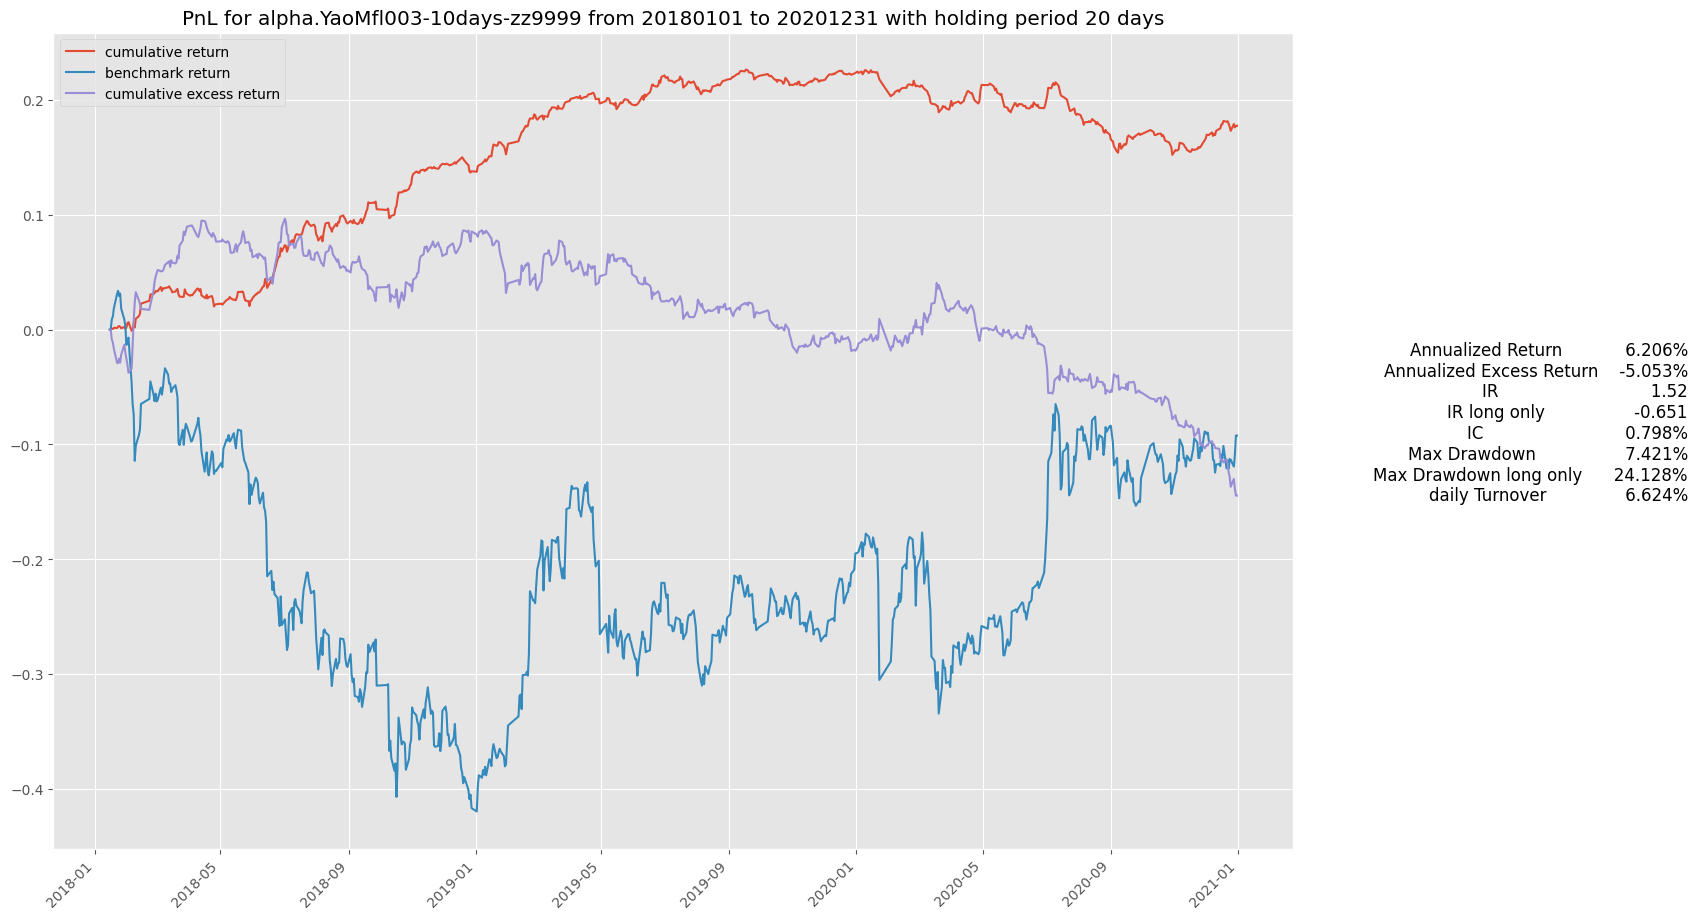 PnL for alpha.YaoMfl003-10days-zz9999 from 20180101 to 20201231 with holding period 20 days
cumulative return
benchmark return
cumulative excess return
0.2
0.1
0.0
−0.1
−0.2
−0.3
−0.4
2018-01
2018-05
2018-09
2019-01
2019-05
2019-09
2020-01
2020-05
2020-09
2021-01
Annualized Return 6.206%
Annualized Excess Return -5.053%
IR 1.52
IR long only -0.651
IC 0.798%
Max Drawdown 7.421%
Max Drawdown long only 24.128%
daily Turnover 6.624%